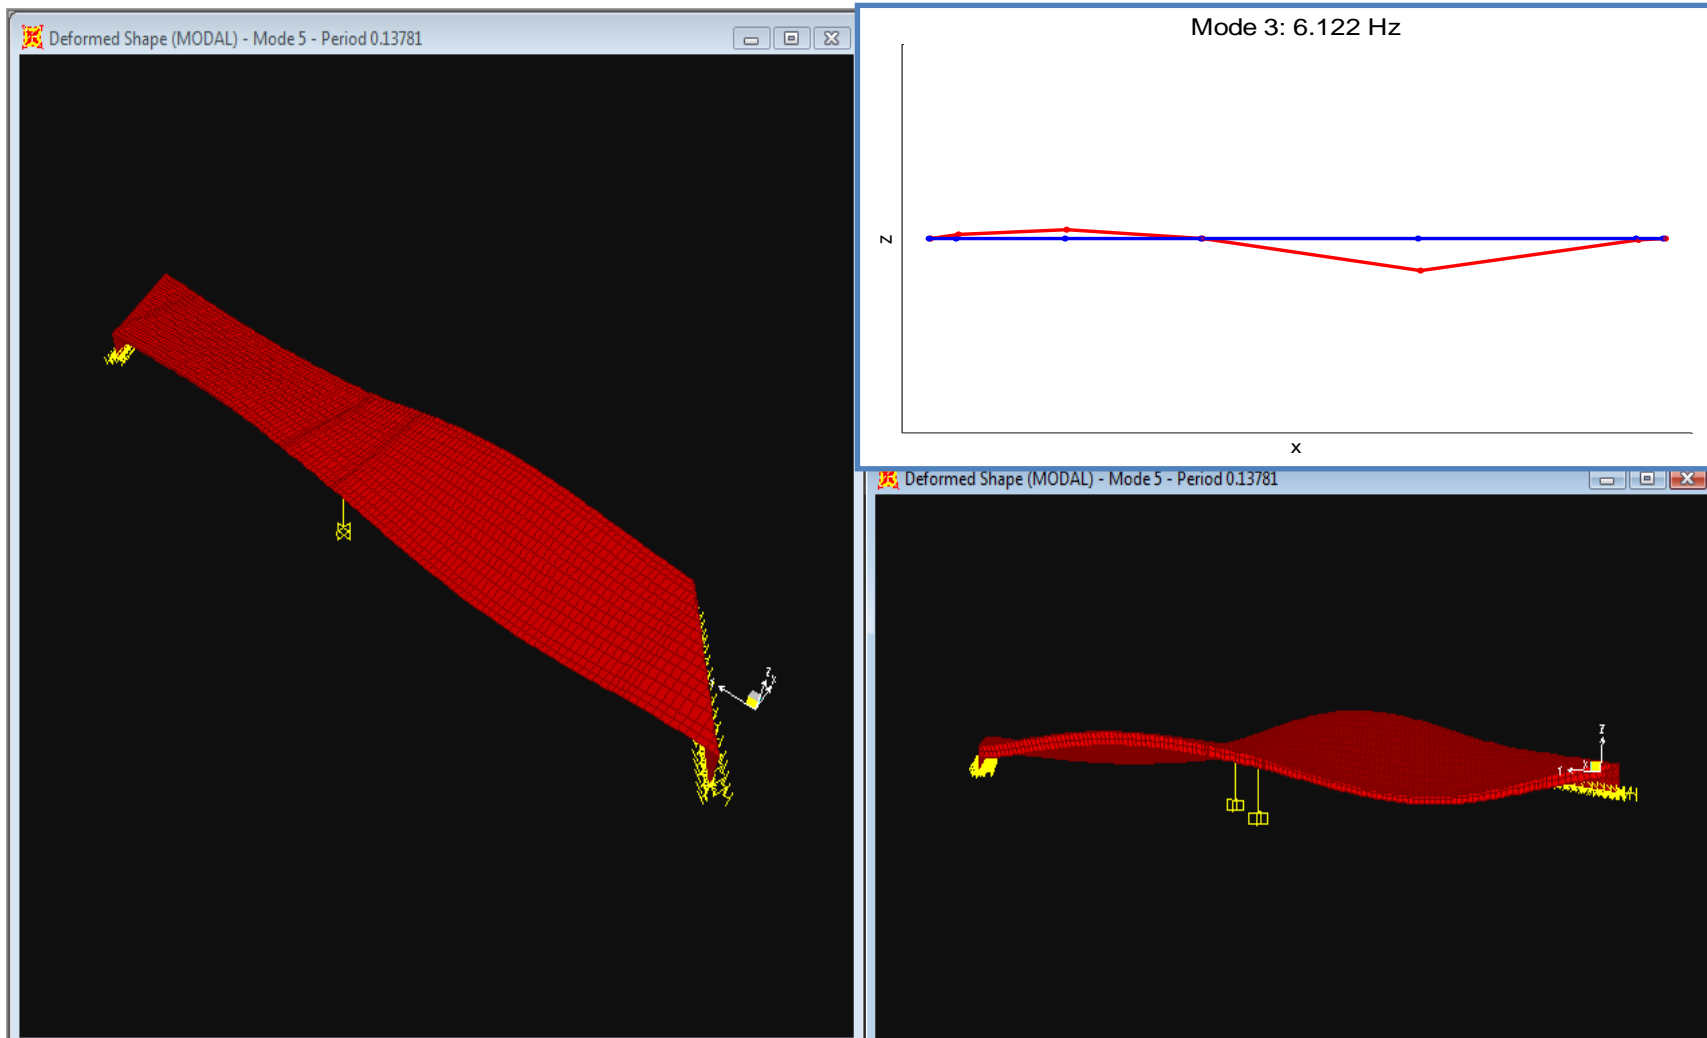 Deformed Shape (MODAL) - Mode 5 - Period 0.13781
Mode 3: 6.122 Hz
z
x
Deformed Shape (MODAL) - Mode 5 - Period 0.13781
Z
X
Z
X
Y